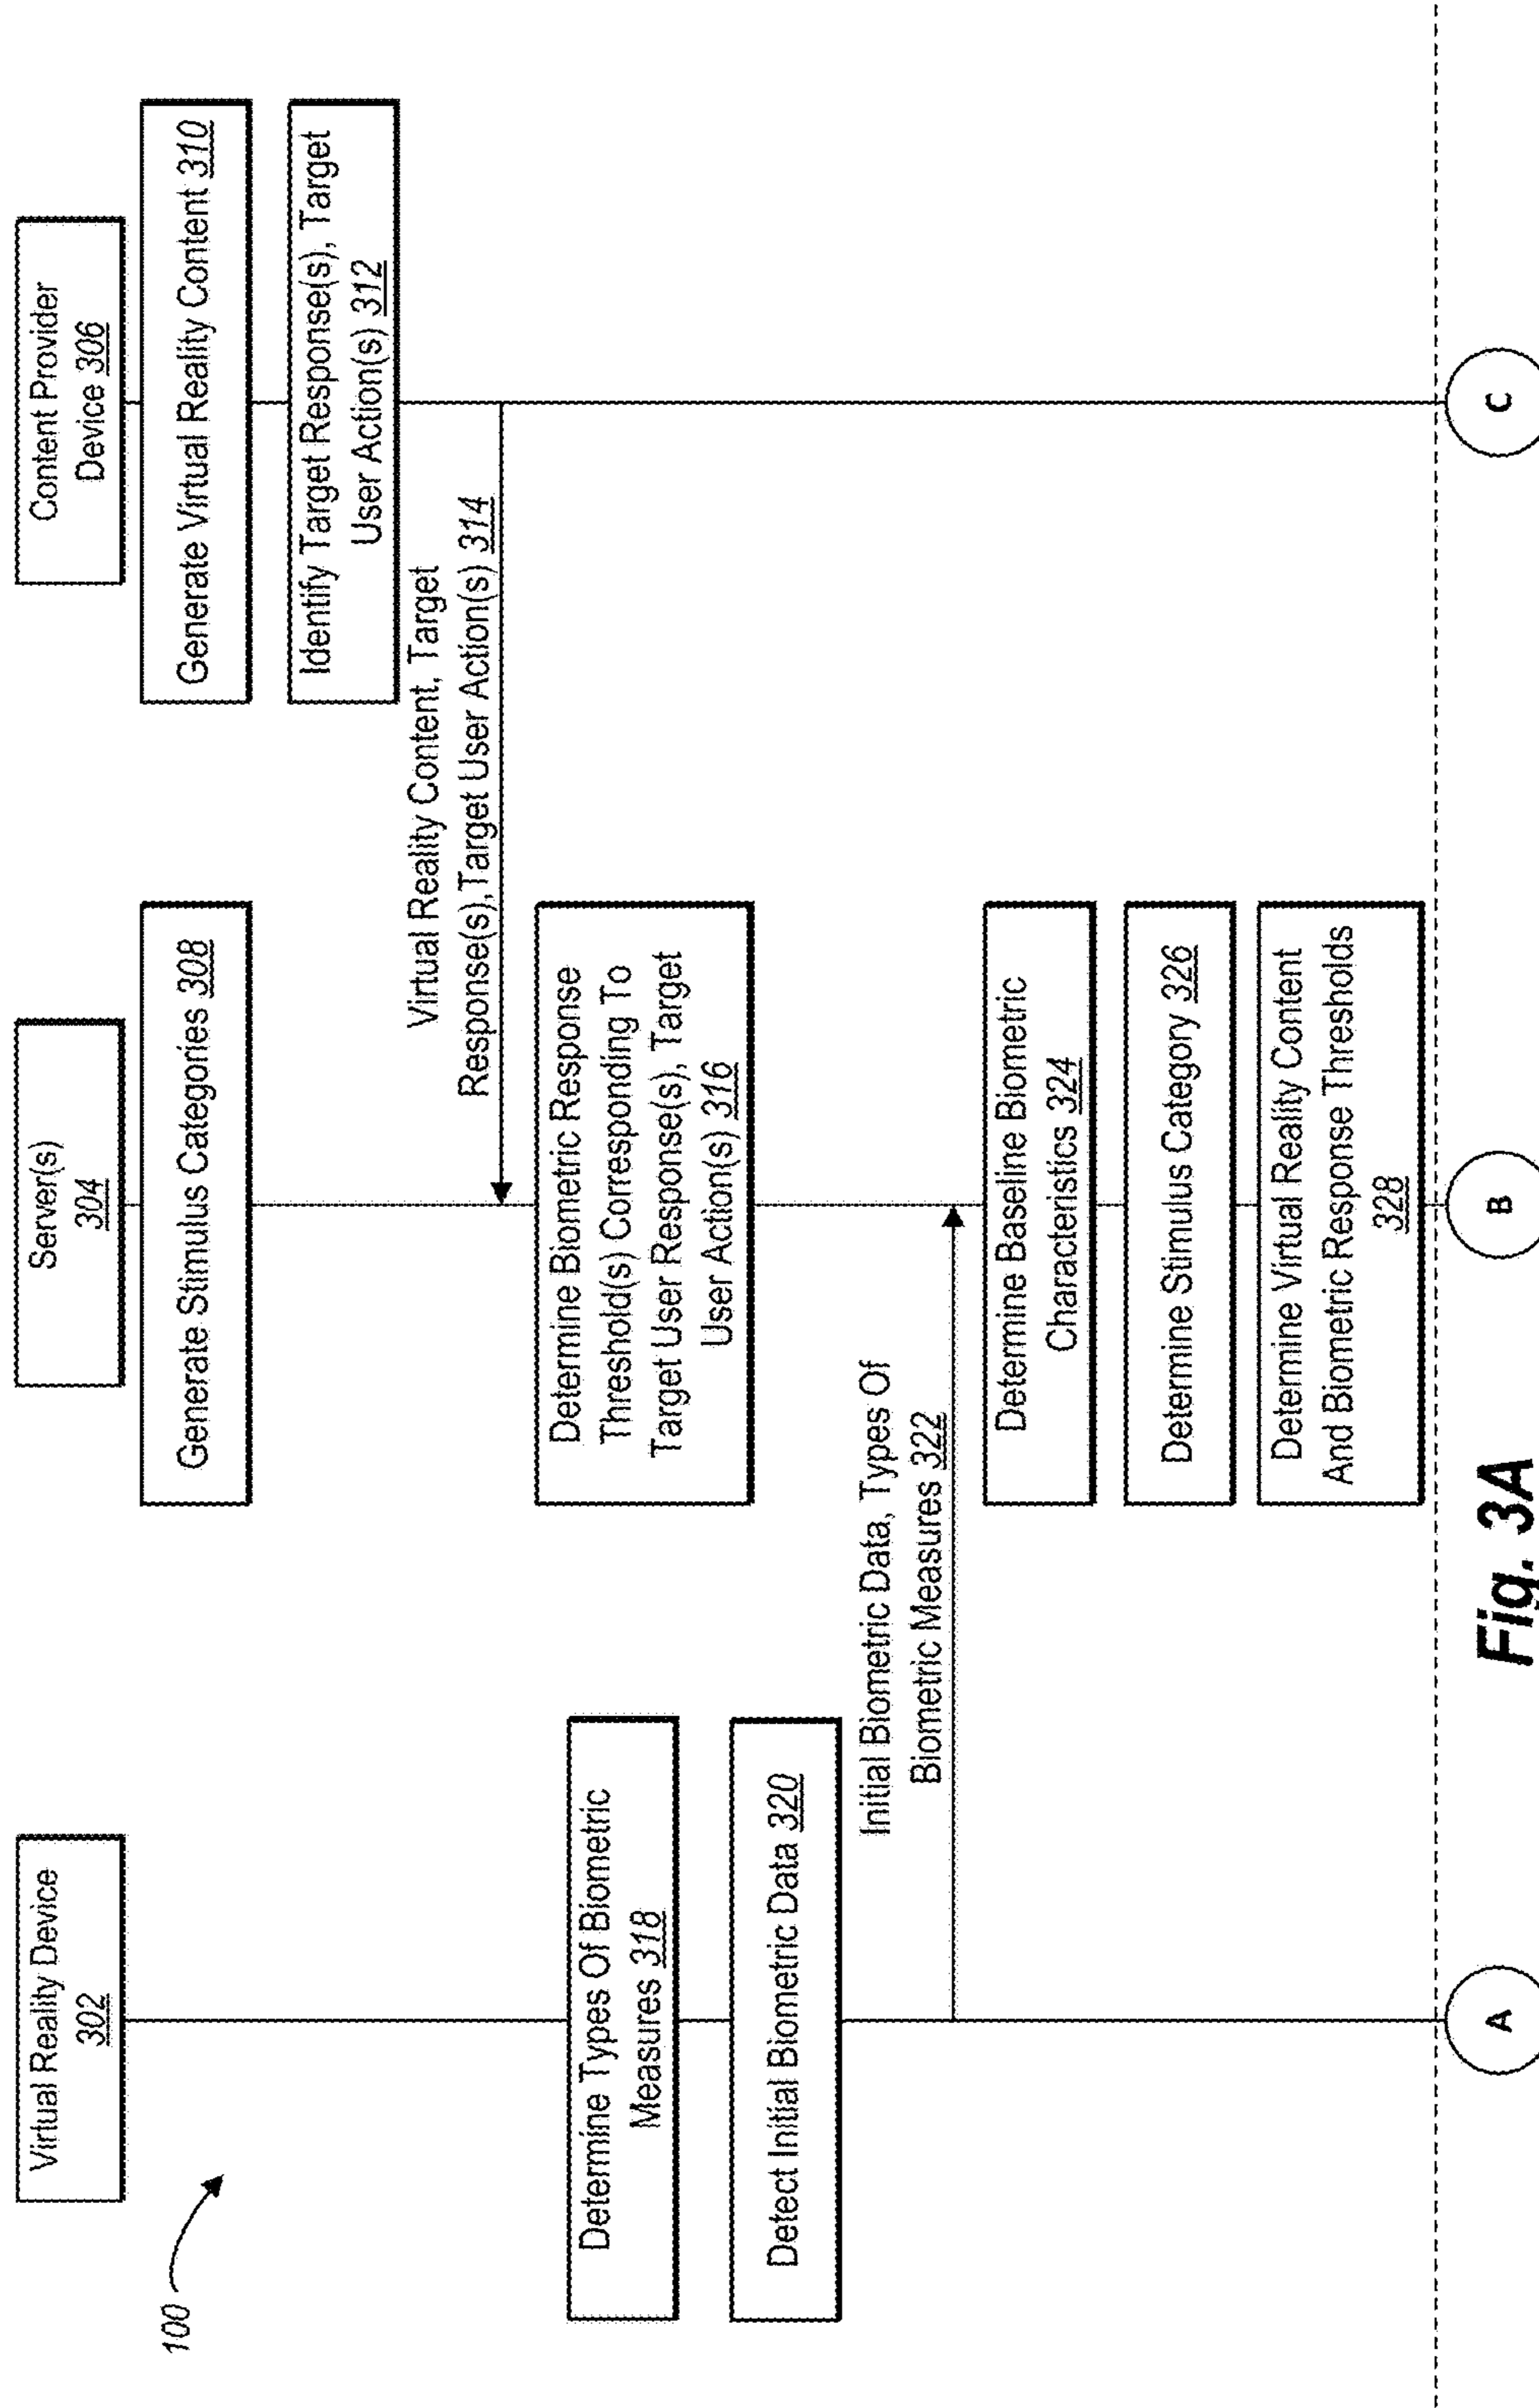 Virtual Reality Device
302
Server(s)
304
Content Provider
Device 306
100
Generate Stimulus Categories 308
Generate Virtual Reality Content 310
Identify Target Response(s), Target
User Action(s) 312
Virtual Reality Content, Target
Response(s),Target User Action(s) 314
Determine Biometric Response
Threshold(s) Corresponding To
Target User Response(s), Target
User Action(s) 316
Determine Types Of Biometric
Measures 318
Detect Initial Biometric Data 320
Initial Biometric Data, Types Of
Biometric Measures 322
Determine Baseline Biometric
Characteristics 324
Determine Stimulus Category 326
Determine Virtual Reality Content
And Biometric Response Thresholds
328
A
B
C
Fig. 3A